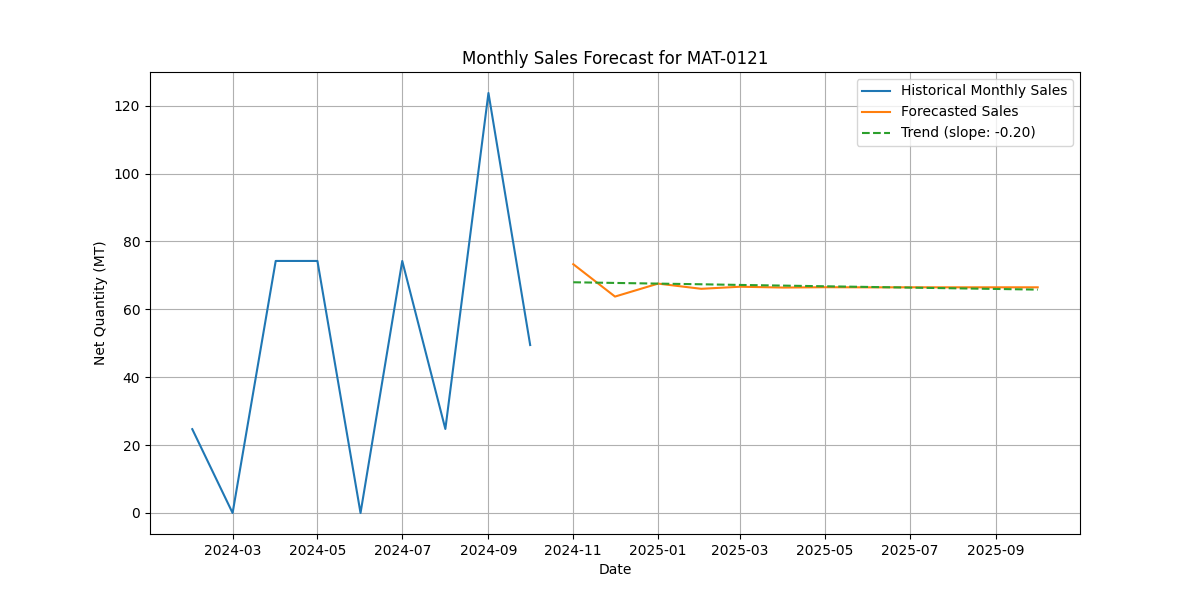 Monthly Sales Forecast for MAT-0121
Historical Monthly Sales
Forecasted Sales
Trend (slope: -0.20)
Net Quantity (MT)
120
100
80
60
40
20
0
2024-03 2024-05 2024-07 2024-09 2024-11 2025-01 2025-03 2025-05 2025-07 2025-09
Date